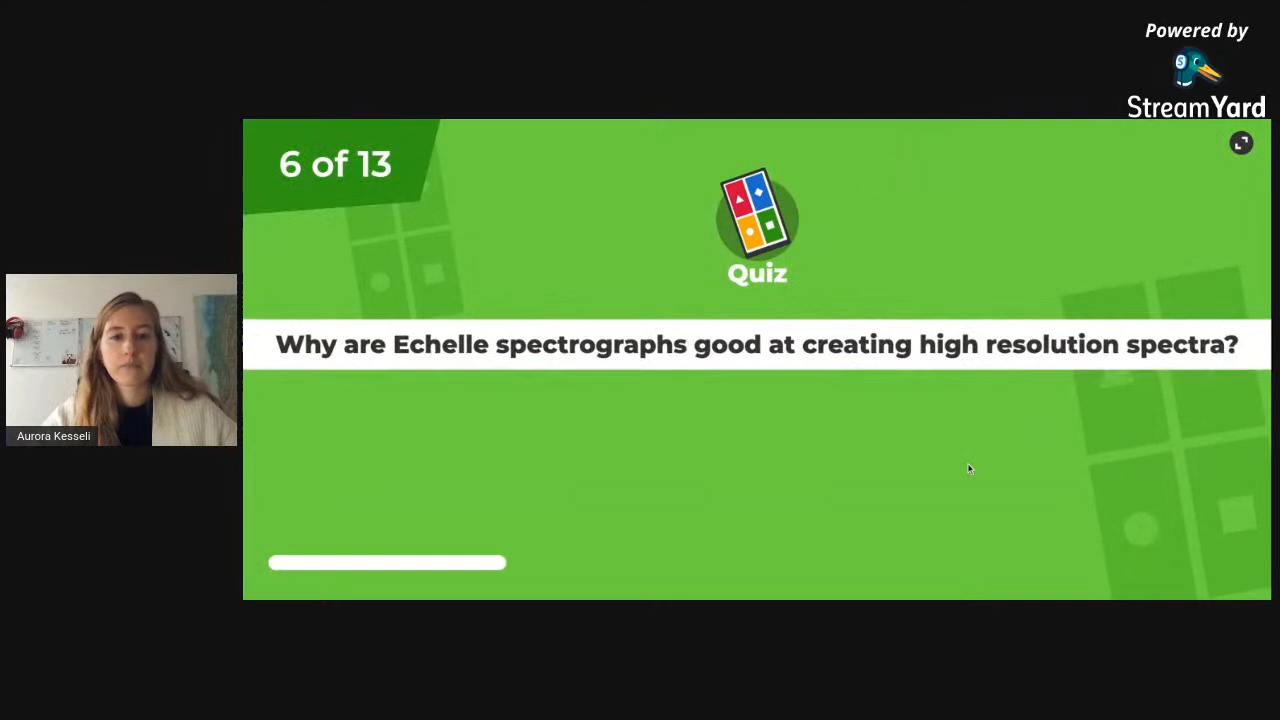 Powered by
StreamYard
6 of 13
Quiz
Why are Echelle spectrographs good at creating high resolution spectra?
Aurora Kesseli